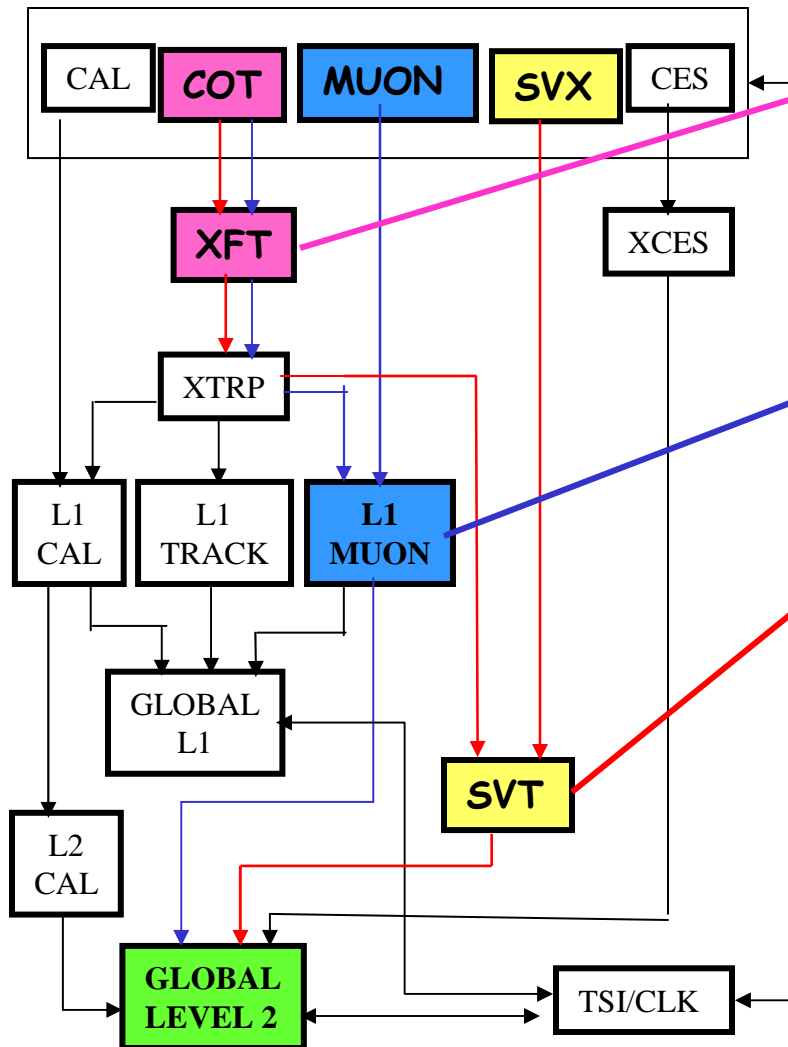 CAL
COT
MUON
SVX
CES
XFT
XCES
XTRP
L1
CAL
L1
TRACK
L1
MUON
GLOBAL
L1
SVT
L2
CAL
GLOBAL
LEVEL 2
TSI/CLK